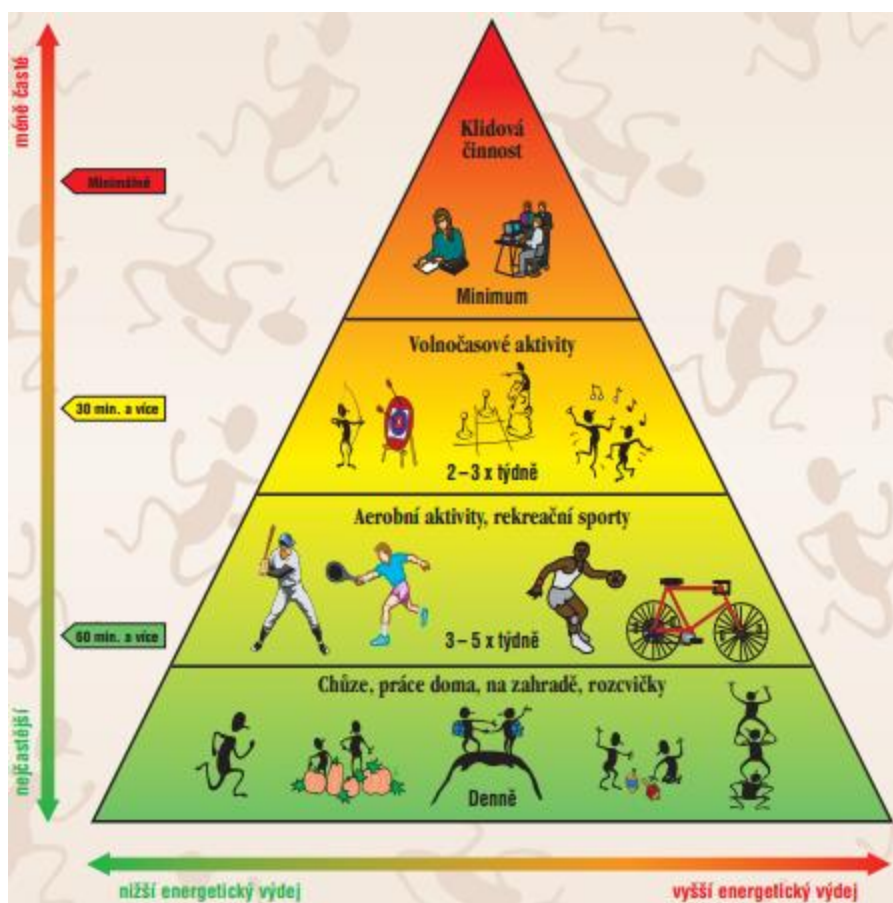 méně časté
Klidová
činnost
Minimálně
Minimum
Volnočasové aktivity
30 min. a více
2 – 3 x týdně
Aerobní aktivity, rekreační sporty
60 min. a více
3 – 5 x týdně
Chůze, práce doma, na zahradě, rozcvičky
nejčastější
Denně
nižší energetický výdej
vyšší energetický výdej